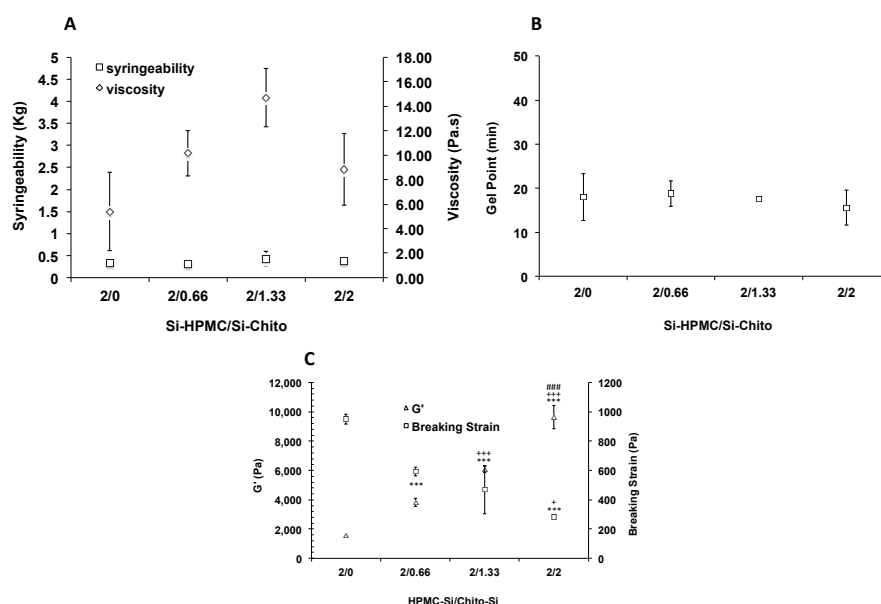 A
B
Syringeability (Kg)
5
4.5
4
3.5
3
2.5
2
1.5
1
0.5
0
syringeability
viscosity
18.00
16.00
14.00
12.00
10.00
8.00
6.00
4.00
2.00
0.00
Viscosity (Pa.s)
2/0 2/0.66 2/1.33 2/2
Si-HPMC/Si-Chito
Gel Point (min)
50
40
30
20
10
0
2/0 2/0.66 2/1.33 2/2
Si-HPMC/Si-Chito
C
G' (Pa)
12,000
10,000
8,000
6,000
4,000
2,000
0
G'
Breaking Strain
***
+++
***
###
+++
***
+
***
1200
1000
800
600
400
200
0
Breaking Strain (Pa)
2/0 2/0.66 2/1.33 2/2
HPMC-Si/Chito-Si